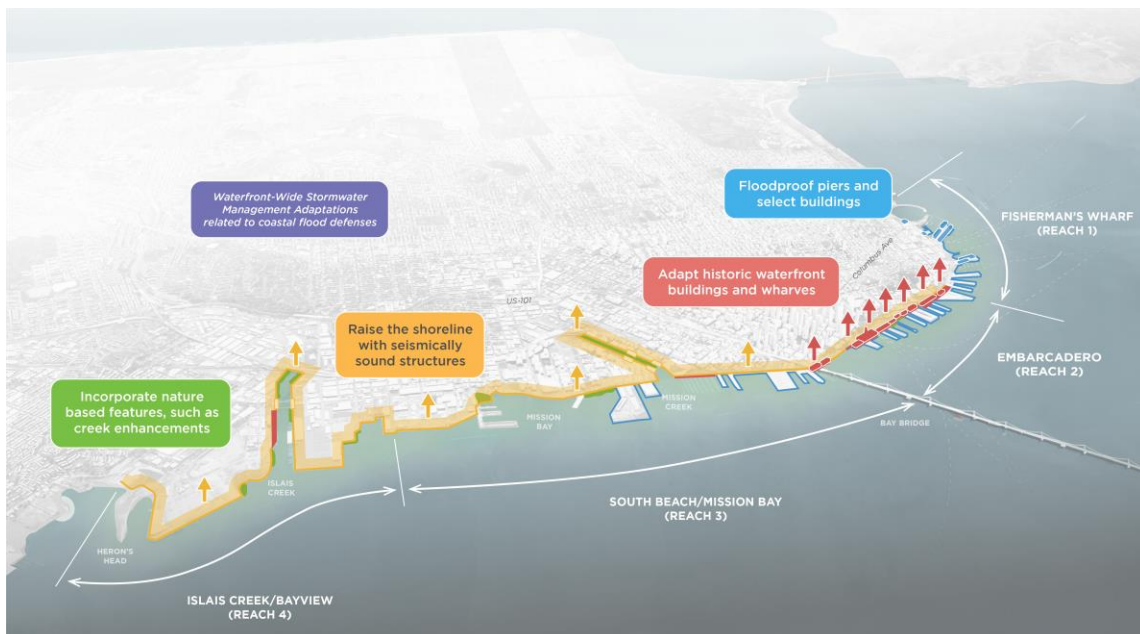 Waterfront-Wide Stormwater
Management Adaptations
related to coastal flood defenses
Floodproof piers and
select buildings
FISHERMAN'S WHARF
(REACH 1)
Columbus Ave
Adapt historic waterfront
buildings and wharves
US-101
Raise the shoreline
with seismically
sound structures
EMBARCADERO
(REACH 2)
Incorporate nature
based features, such as
creek enhancements
MISSION
BAY
MISSION
CREEK
BAY BRIDGE
ISLAIS
CREEK
SOUTH BEACH/MISSION BAY
(REACH 3)
HERON'S
HEAD
ISLAIS CREEK/BAYVIEW
(REACH 4)